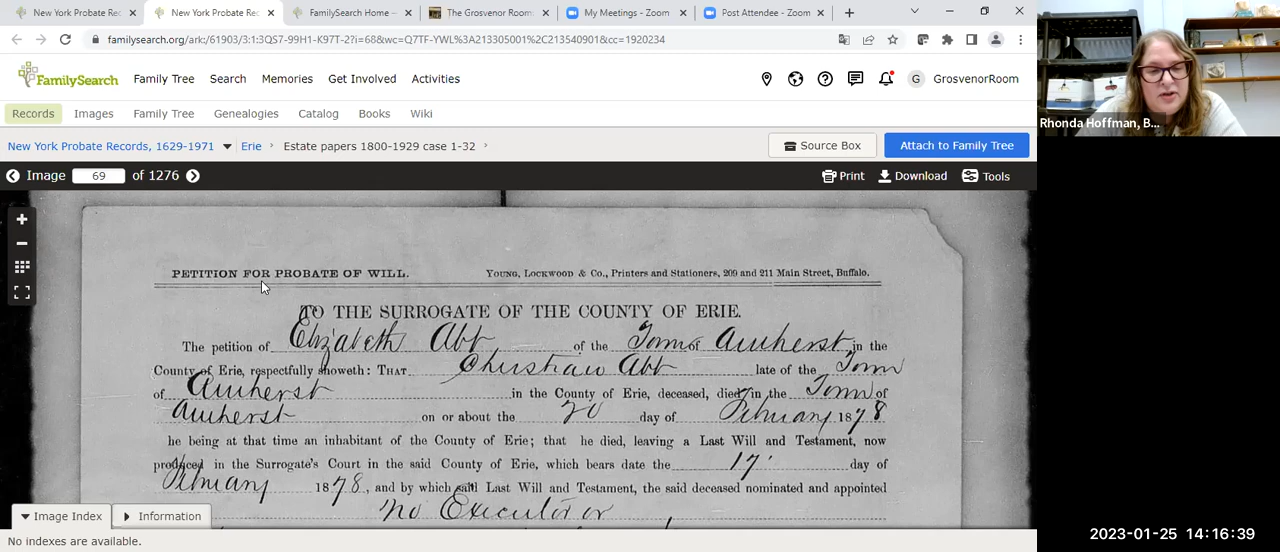 New York Probate Rec
New York Probate Rec
FamilySearch Home —
The Grosvenor Room
My Meetings - Zoom
Post Attendee - Zoom
familysearch.org/ark:/61903/3:1:3QS7-99H1-K97T-2?i=68&wc=Q7TF-YWL%3A213305001%2C213540901&cc=1920234
FamilySearch
Family Tree Search Memories Get Involved Activities
G GrosvenorRoom
Records Images Family Tree Genealogies Catalog Books Wiki
New York Probate Records, 1629-1971 Erie › Estate papers 1800-1929 case 1-32 ›
Source Box Attach to Family Tree
Image 69 of 1276
Print Download Tools
PETITION FOR PROBATE OF WILL. YOUNG, LOCKWOOD & CO., Printers and Stationers, 209 and 211 Main Street, Buffalo.
TO THE SURROGATE OF THE COUNTY OF ERIE.
The petition of Elizabeth Abt of the Town of Amherst in the
County of Erie, respectfully showeth: THAT Christian Abt late of the Town
of Amherst in the County of Erie, deceased, died in the Town of
Amherst on or about the 20 day of February 1878
he being at that time an inhabitant of the County of Erie; that he died, leaving a Last Will and Testament, now
produced in the Surrogate's Court in the said County of Erie, which bears date the 17 day of
February 1878, and by which said Last Will and Testament, the said deceased nominated and appointed
no Executor or
Image Index
Information
No indexes are available.
Rhonda Hoffman, B...
2023-01-25 14:16:39